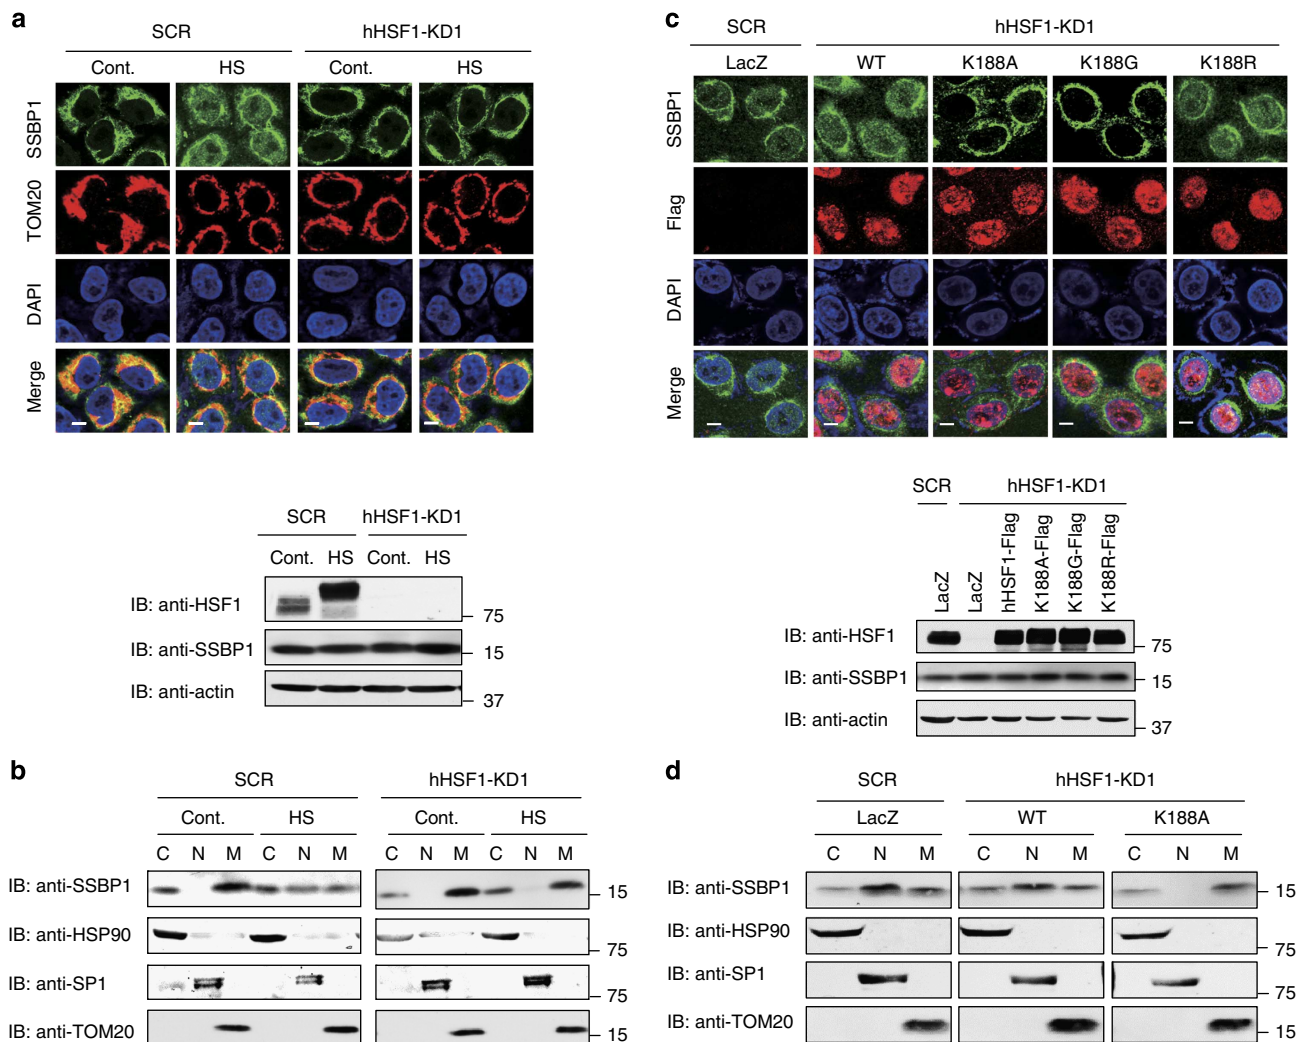 a
SCR hHSF1-KD1
Cont. HS Cont. HS
SSBP1
TOM20
DAPI
Merge
SCR hHSF1-KD1
Cont. HS Cont. HS
IB: anti-HSF1 75
IB: anti-SSBP1 15
IB: anti-actin 37
b
SCR hHSF1-KD1
Cont. HS Cont. HS
C N M C N M C N M C N M
IB: anti-SSBP1 15
IB: anti-HSP90 75
IB: anti-SP1 75
IB: anti-TOM20 15
c
SCR hHSF1-KD1
LacZ WT K188A K188G K188R
SSBP1
Flag
DAPI
Merge
SCR hHSF1-KD1
LacZ LacZ hHSF1-Flag K188A-Flag K188G-Flag K188R-Flag
IB: anti-HSF1 75
IB: anti-SSBP1 15
IB: anti-actin 37
d
SCR hHSF1-KD1
LacZ WT K188A
C N M C N M C N M
IB: anti-SSBP1 15
IB: anti-HSP90 75
IB: anti-SP1 75
IB: anti-TOM20 15